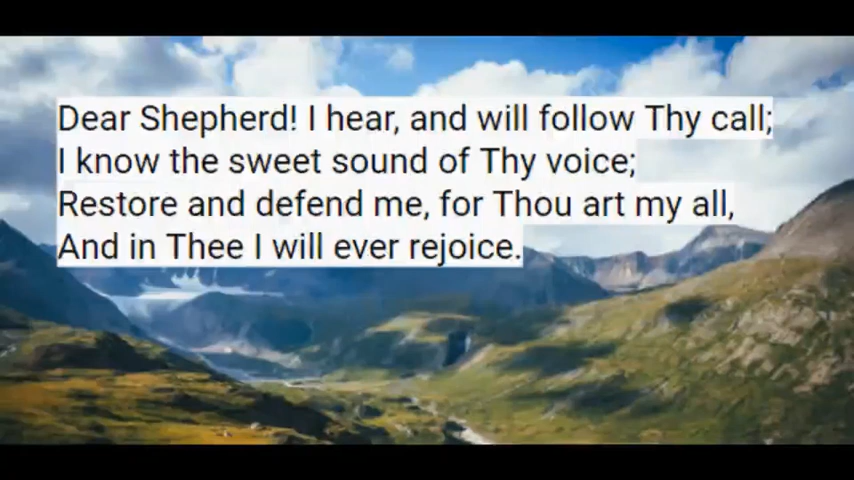 Dear Shepherd! I hear, and will follow Thy call;
I know the sweet sound of Thy voice;
Restore and defend me, for Thou art my all,
And in Thee I will ever rejoice.